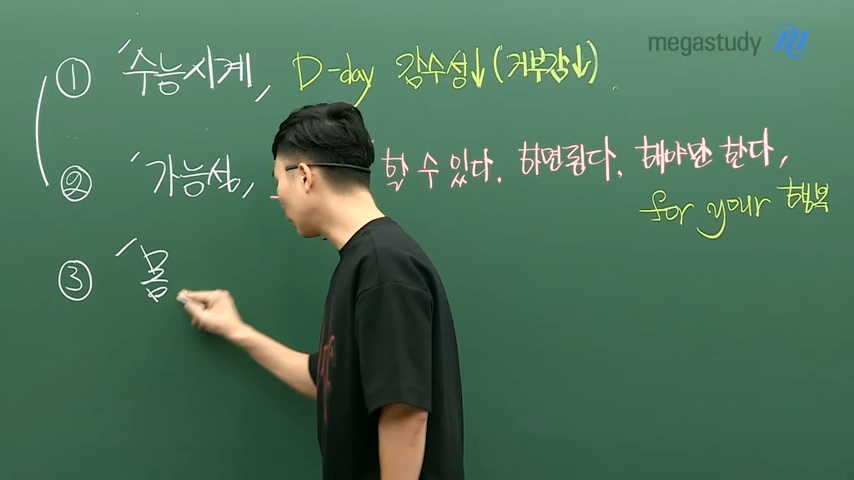 megastudy
① '수능시계, D-day 감수성↓(거부감↓)
② '가능성, 할 수 있다. 하면된다. 해야만 한다,
for your 행복
③ '몸